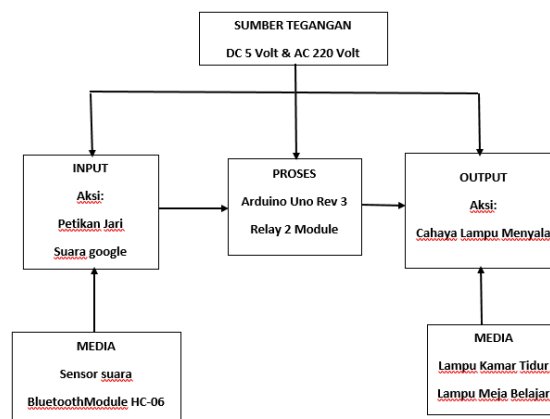 SUMBER TEGANGAN
DC 5 Volt & AC 220 Volt
INPUT
Aksi:
Petikan Jari
Suara google
PROSES
Arduino Uno Rev 3
Relay 2 Module
OUTPUT
Aksi:
Cahaya Lampu Menyala
MEDIA
Sensor suara
BluetoothModule HC-06
MEDIA
Lampu Kamar Tidur
Lampu Meja Belajar